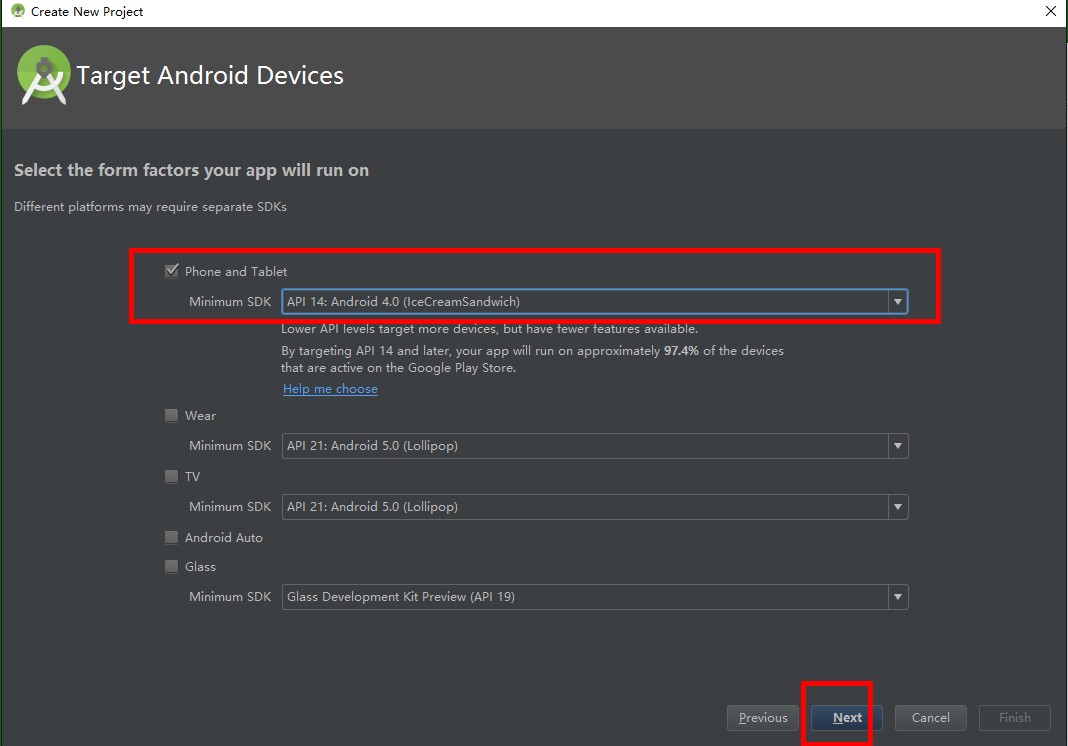 Create New Project
Target Android Devices
Select the form factors your app will run on
Different platforms may require separate SDKs
Phone and Tablet
Minimum SDK API 14: Android 4.0 (IceCreamSandwich)
Lower API levels target more devices, but have fewer features available.
By targeting API 14 and later, your app will run on approximately 97.4% of the devices
that are active on the Google Play Store.
Help me choose
Wear
Minimum SDK API 21: Android 5.0 (Lollipop)
TV
Minimum SDK API 21: Android 5.0 (Lollipop)
Android Auto
Glass
Minimum SDK Glass Development Kit Preview (API 19)
Previous Next Cancel Finish